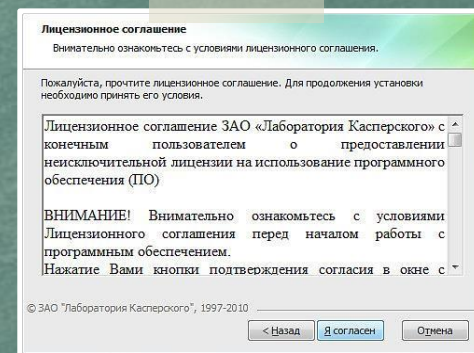 Лицензионное соглашение
Внимательно ознакомьтесь с условиями лицензионного соглашения.
Пожалуйста, прочтите лицензионное соглашение. Для продолжения установки
необходимо принять его условия.
Лицензионное соглашение ЗАО «Лаборатория Касперского» с
конечным пользователем о предоставлении
неисключительной лицензии на использование программного
обеспечения (ПО)
ВНИМАНИЕ! Внимательно ознакомьтесь с условиями
Лицензионного соглашения перед началом работы с
программным обеспечением.
Нажатие Вами кнопки подтверждения согласия в окне с
© ЗАО "Лаборатория Касперского", 1997-2010
< Назад Я согласен Отмена